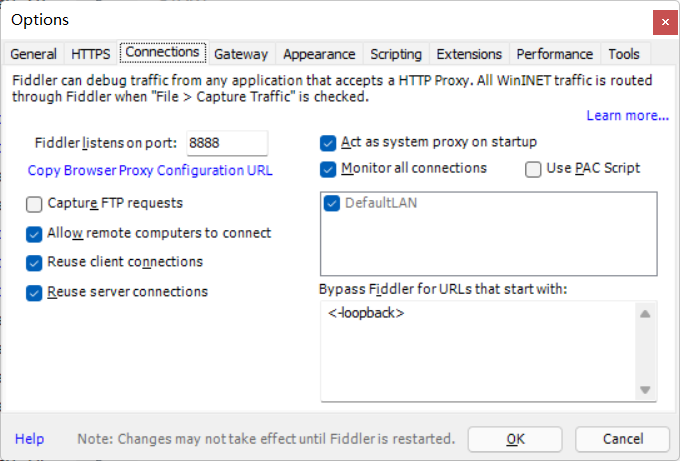 Options
General HTTPS Connections Gateway Appearance Scripting Extensions Performance Tools
Fiddler can debug traffic from any application that accepts a HTTP Proxy. All WinINET traffic is routed
through Fiddler when "File > Capture Traffic" is checked.
Learn more...
Fiddler listens on port: 8888
Copy Browser Proxy Configuration URL
Capture FTP requests
Allow remote computers to connect
Reuse client connections
Reuse server connections
Act as system proxy on startup
Monitor all connections
Use PAC Script
DefaultLAN
Bypass Fiddler for URLs that start with:
<-loopback>
Help
Note: Changes may not take effect until Fiddler is restarted.
OK
Cancel